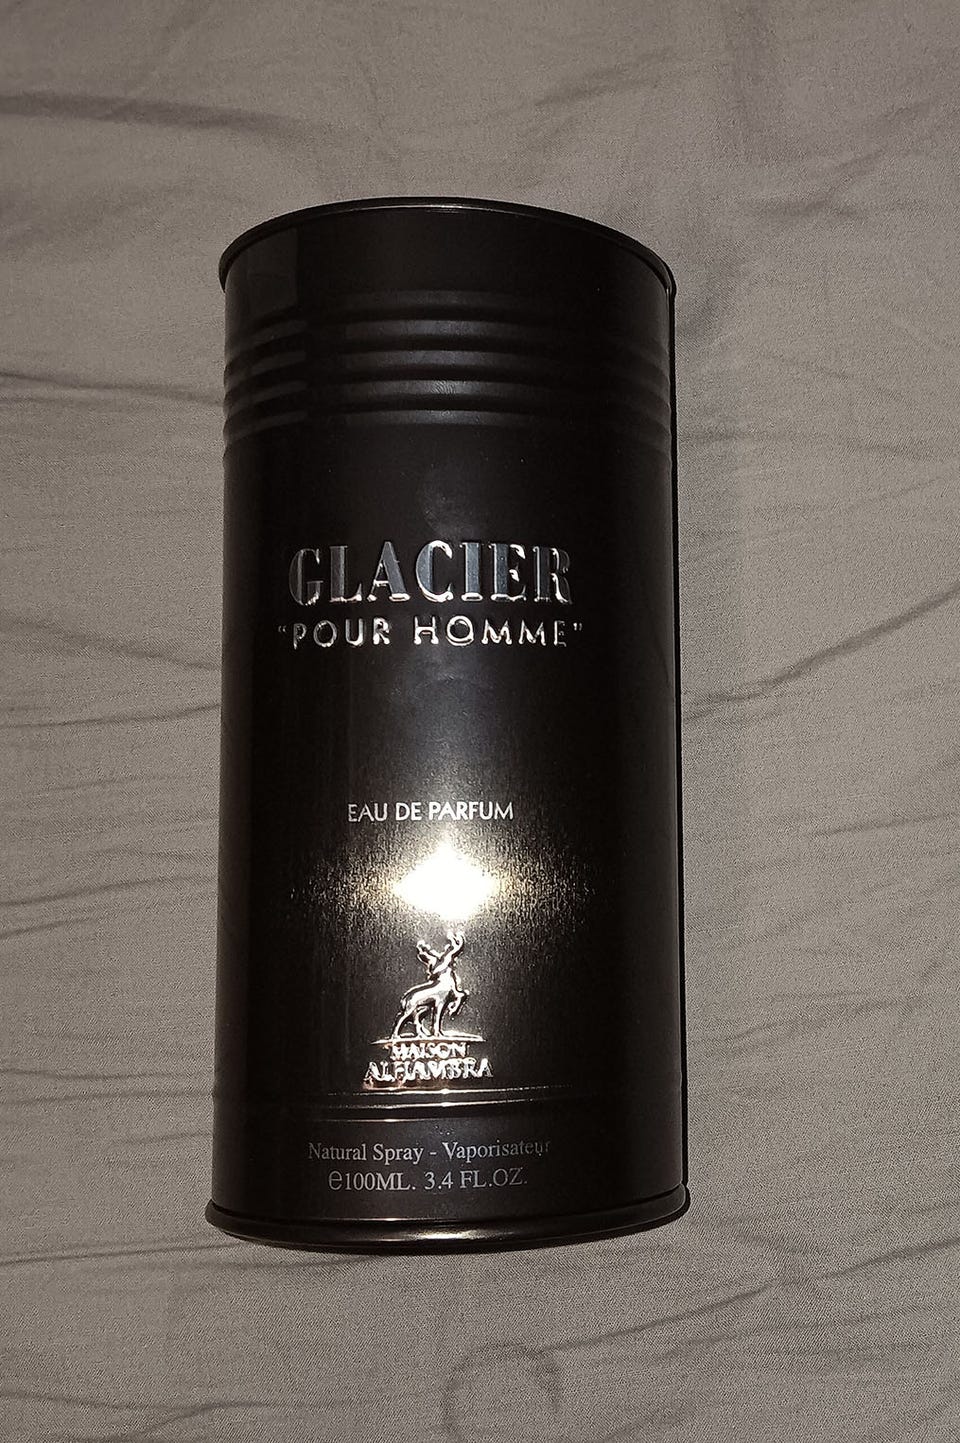 GLACIER
"POUR HOMME"
EAU DE PARFUM
MAISON
ALHAMBRA
Natural Spray - Vaporisateur
℮100ML. 3.4 FL.OZ.